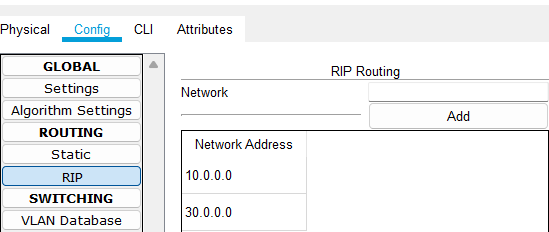 Physical Config CLI Attributes
GLOBAL
Settings
Algorithm Settings
ROUTING
Static
RIP
SWITCHING
VLAN Database
RIP Routing
Network
Add
Network Address
10.0.0.0
30.0.0.0